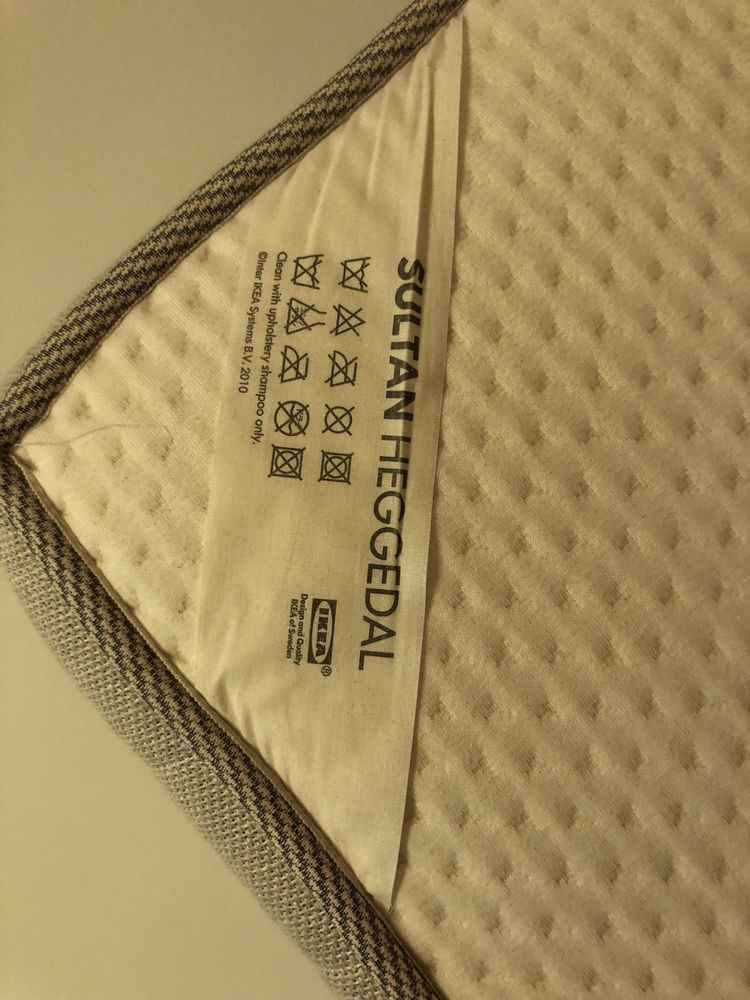 SULTAN HEGGEDAL
Clean with upholstery shampoo only.
©Inter IKEA Systems B.V. 2010
IKEA®
Design and Quality
IKEA of Sweden